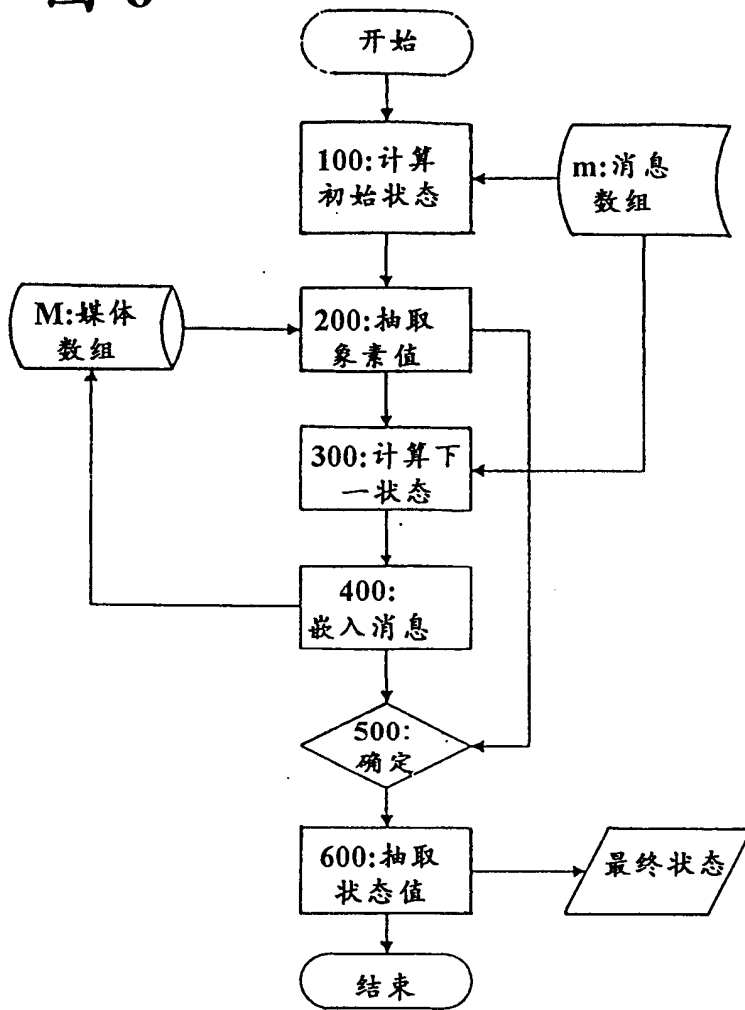 开始
100:计算
初始状态
m:消息
数组
M:媒体
数组
200:抽取
象素值
300:计算下
一状态
400:
嵌入消息
500:
确定
600:抽取
状态值
最终状态
结束